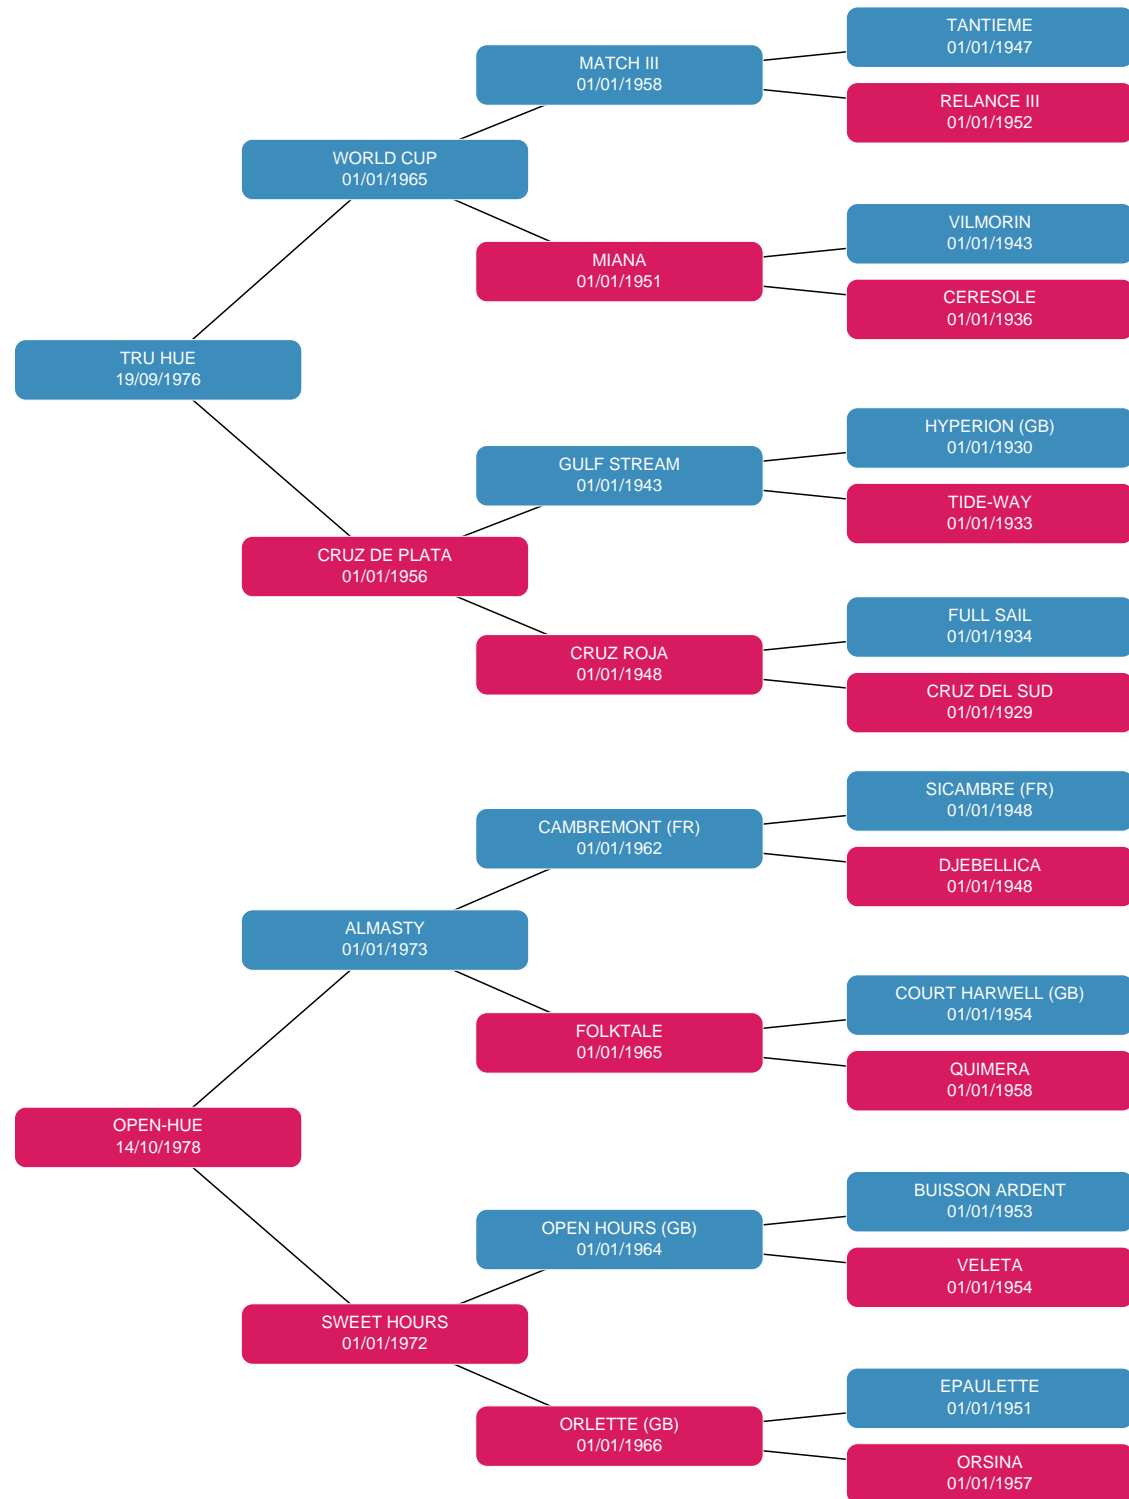 TANTIEME
01/01/1947
MATCH III
01/01/1958
RELANCE III
01/01/1952
WORLD CUP
01/01/1965
VILMORIN
01/01/1943
MIANA
01/01/1951
CERESOLE
01/01/1936
TRU HUE
19/09/1976
HYPERION (GB)
01/01/1930
GULF STREAM
01/01/1943
TIDE-WAY
01/01/1933
CRUZ DE PLATA
01/01/1956
FULL SAIL
01/01/1934
CRUZ ROJA
01/01/1948
CRUZ DEL SUD
01/01/1929
SICAMBRE (FR)
01/01/1948
CAMBREMONT (FR)
01/01/1962
DJEBELLICA
01/01/1948
ALMASTY
01/01/1973
COURT HARWELL (GB)
01/01/1954
FOLKTALE
01/01/1965
QUIMERA
01/01/1958
OPEN-HUE
14/10/1978
BUISSON ARDENT
01/01/1953
OPEN HOURS (GB)
01/01/1964
VELETA
01/01/1954
SWEET HOURS
01/01/1972
EPAULETTE
01/01/1951
ORLETTE (GB)
01/01/1966
ORSINA
01/01/1957